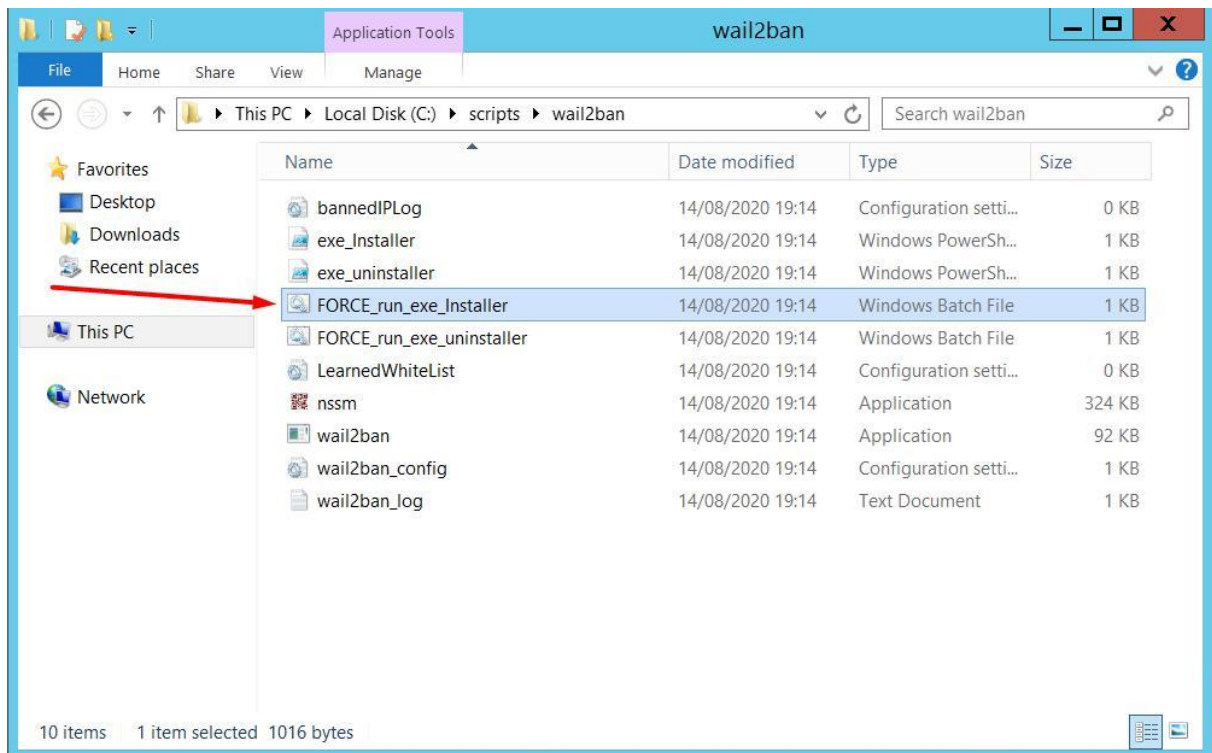 Application Tools wail2ban
File Home Share View Manage
This PC Local Disk (C:) scripts wail2ban Search wail2ban
Favorites
Desktop
Downloads
Recent places
This PC
Network
Name Date modified Type Size
bannedIPLog 14/08/2020 19:14 Configuration setti... 0 KB
exe_Installer 14/08/2020 19:14 Windows PowerSh... 1 KB
exe_uninstaller 14/08/2020 19:14 Windows PowerSh... 1 KB
FORCE_run_exe_Installer 14/08/2020 19:14 Windows Batch File 1 KB
FORCE_run_exe_uninstaller 14/08/2020 19:14 Windows Batch File 1 KB
LearnedWhiteList 14/08/2020 19:14 Configuration setti... 0 KB
nssm 14/08/2020 19:14 Application 324 KB
wail2ban 14/08/2020 19:14 Application 92 KB
wail2ban_config 14/08/2020 19:14 Configuration setti... 1 KB
wail2ban_log 14/08/2020 19:14 Text Document 1 KB
10 items 1 item selected 1016 bytes